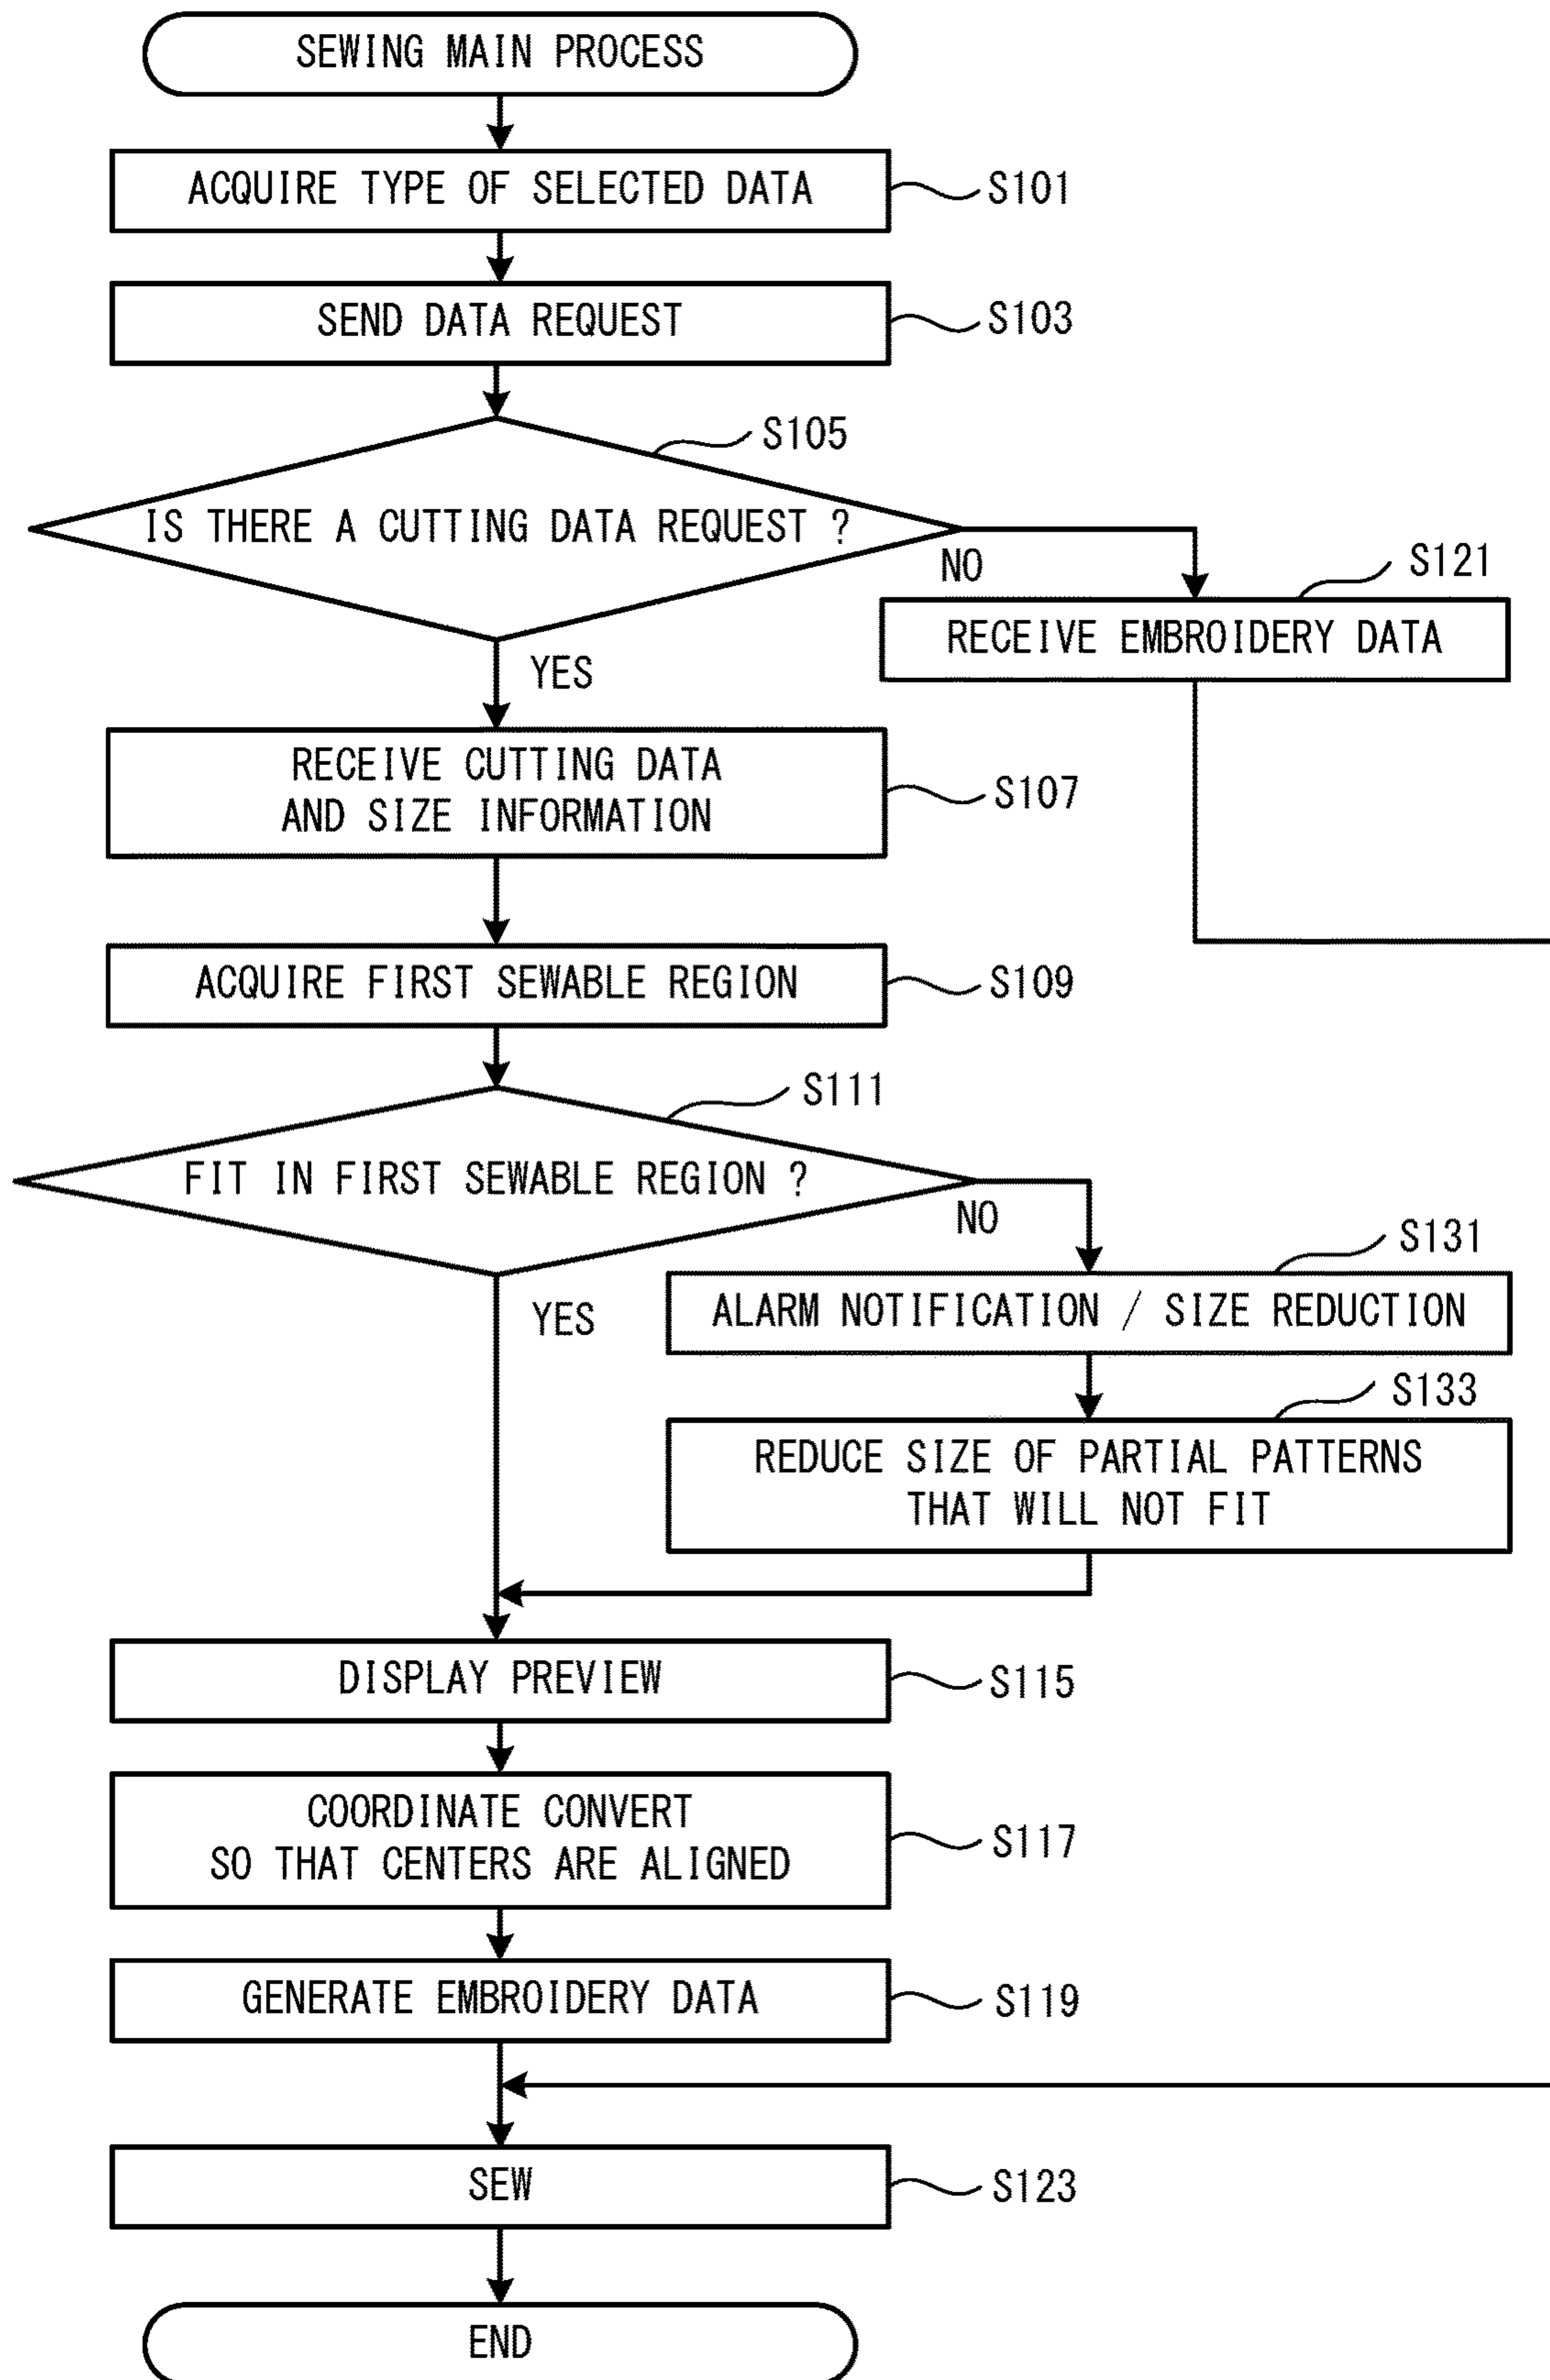 SEWING MAIN PROCESS
ACQUIRE TYPE OF SELECTED DATA
S101
SEND DATA REQUEST
S103
S105
IS THERE A CUTTING DATA REQUEST ?
NO
S121
RECEIVE EMBROIDERY DATA
YES
RECEIVE CUTTING DATA
AND SIZE INFORMATION
S107
ACQUIRE FIRST SEWABLE REGION
S109
S111
FIT IN FIRST SEWABLE REGION ?
NO
S131
YES
ALARM NOTIFICATION / SIZE REDUCTION
S133
REDUCE SIZE OF PARTIAL PATTERNS
THAT WILL NOT FIT
DISPLAY PREVIEW
S115
COORDINATE CONVERT
SO THAT CENTERS ARE ALIGNED
S117
GENERATE EMBROIDERY DATA
S119
SEW
S123
END